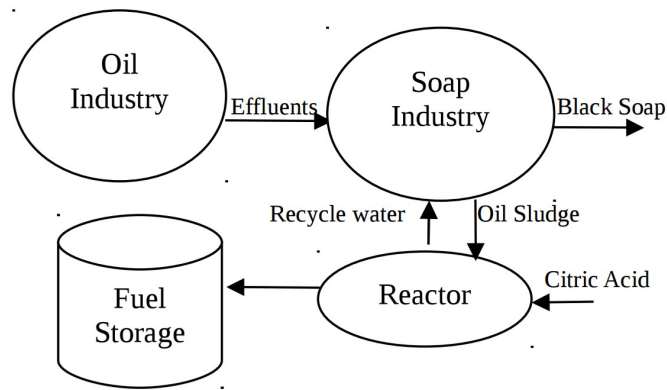 Oil
Industry
Effluents
Soap
Industry
Black Soap
Recycle water
Oil Sludge
Fuel
Storage
Reactor
Citric Acid